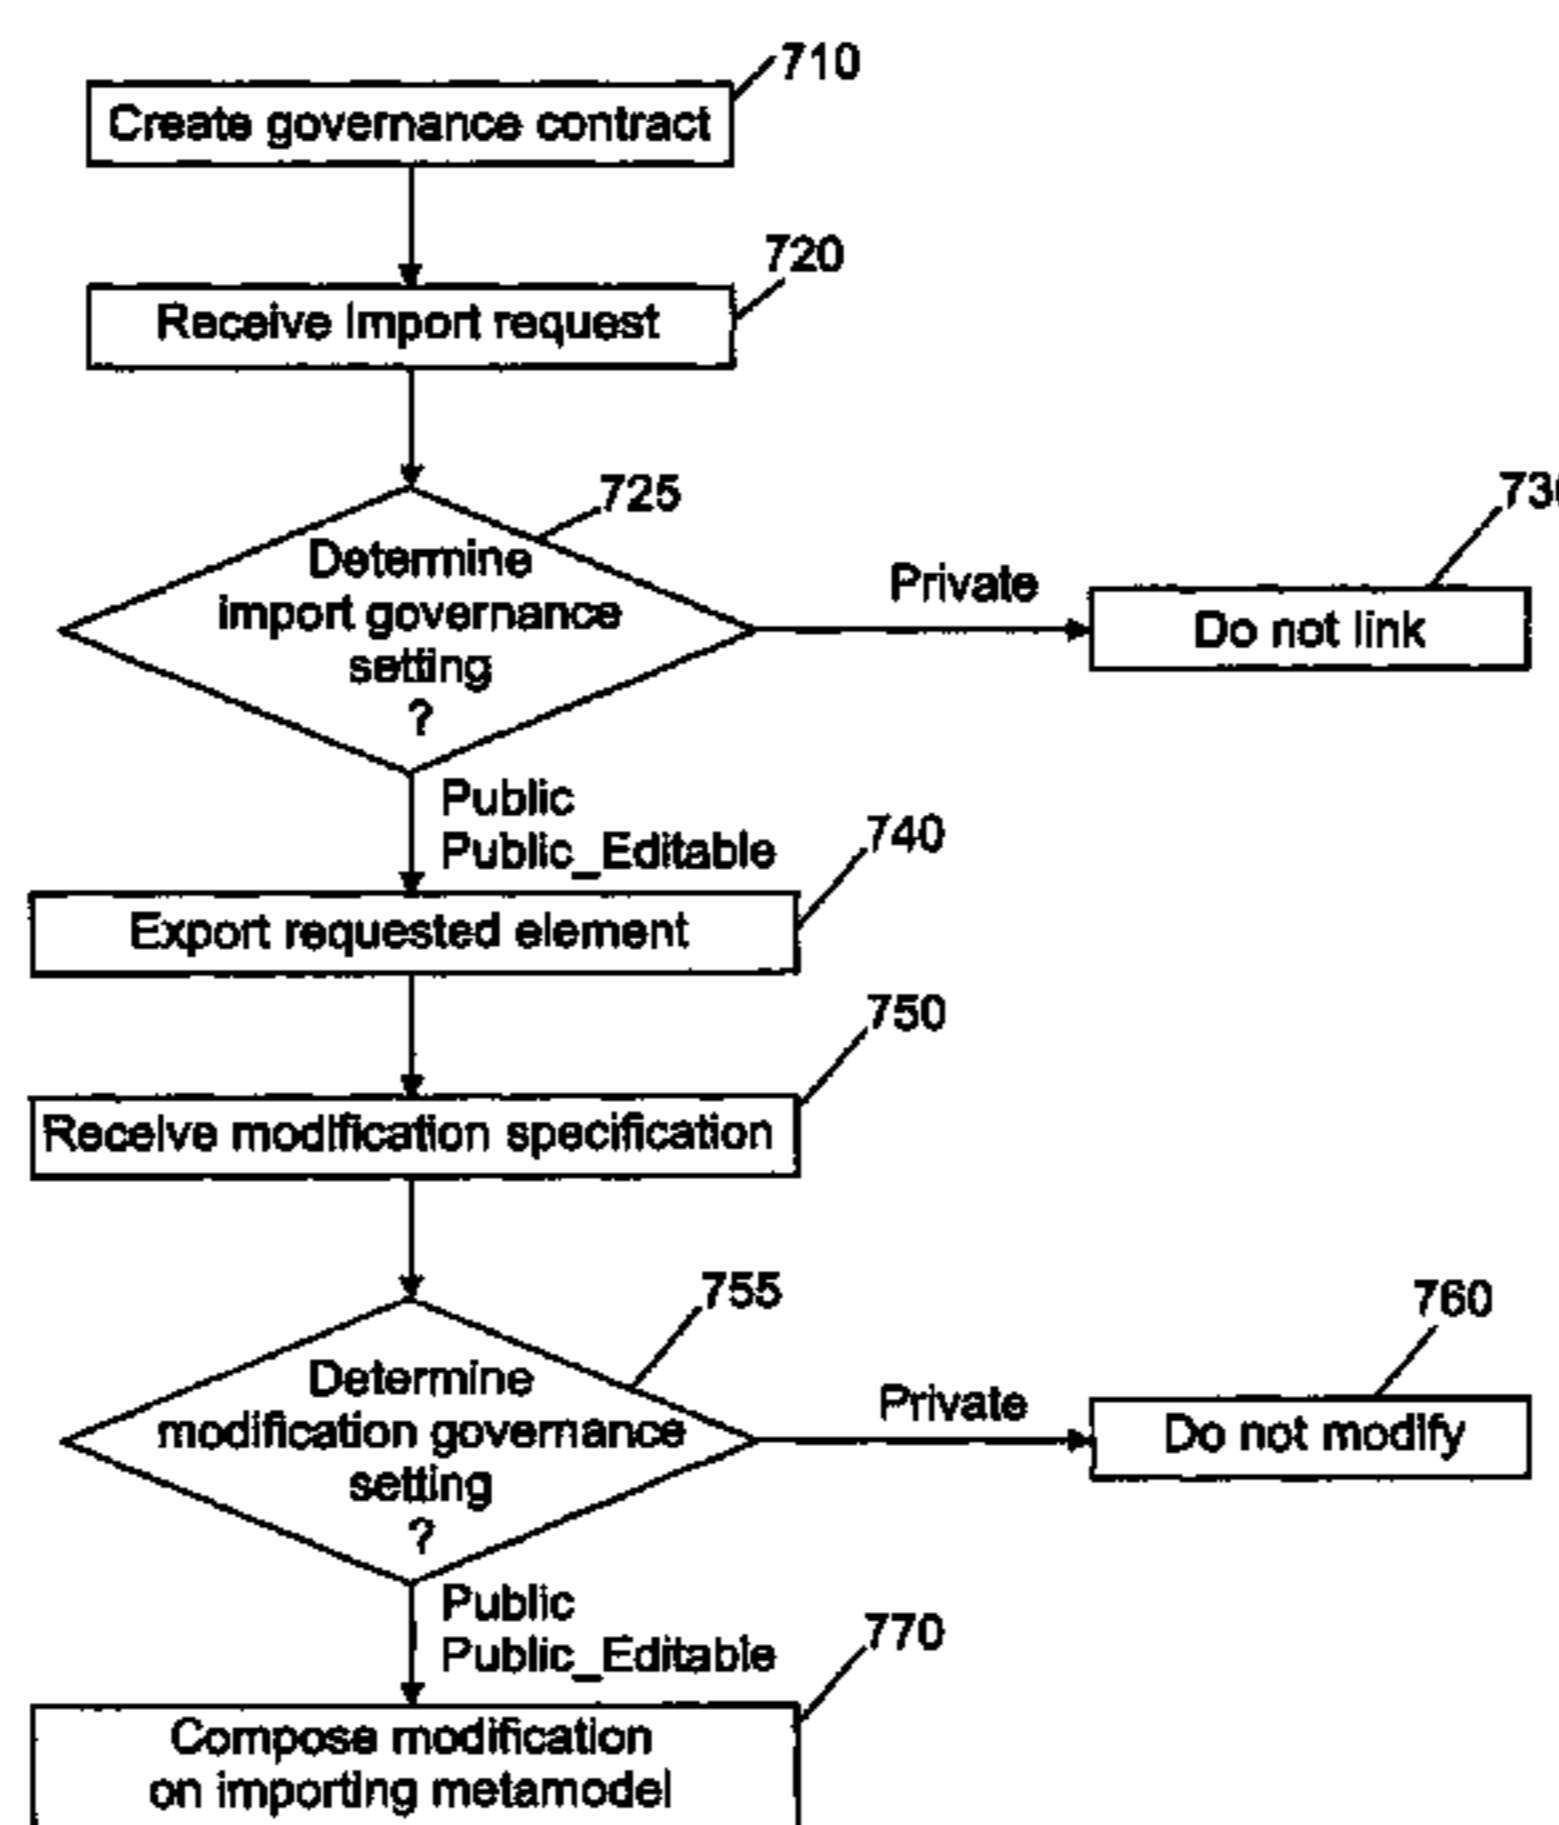 710
Create governance contract
720
Receive Import request
725
Determine
import governance
setting
?
Private
Do not link
Public
Public_Editable
740
Export requested element
750
Receive modification specification
755
Determine
modification governance
setting
?
Private
760
Do not modify
Public
Public_Editable
770
Compose modification
on importing metamodel